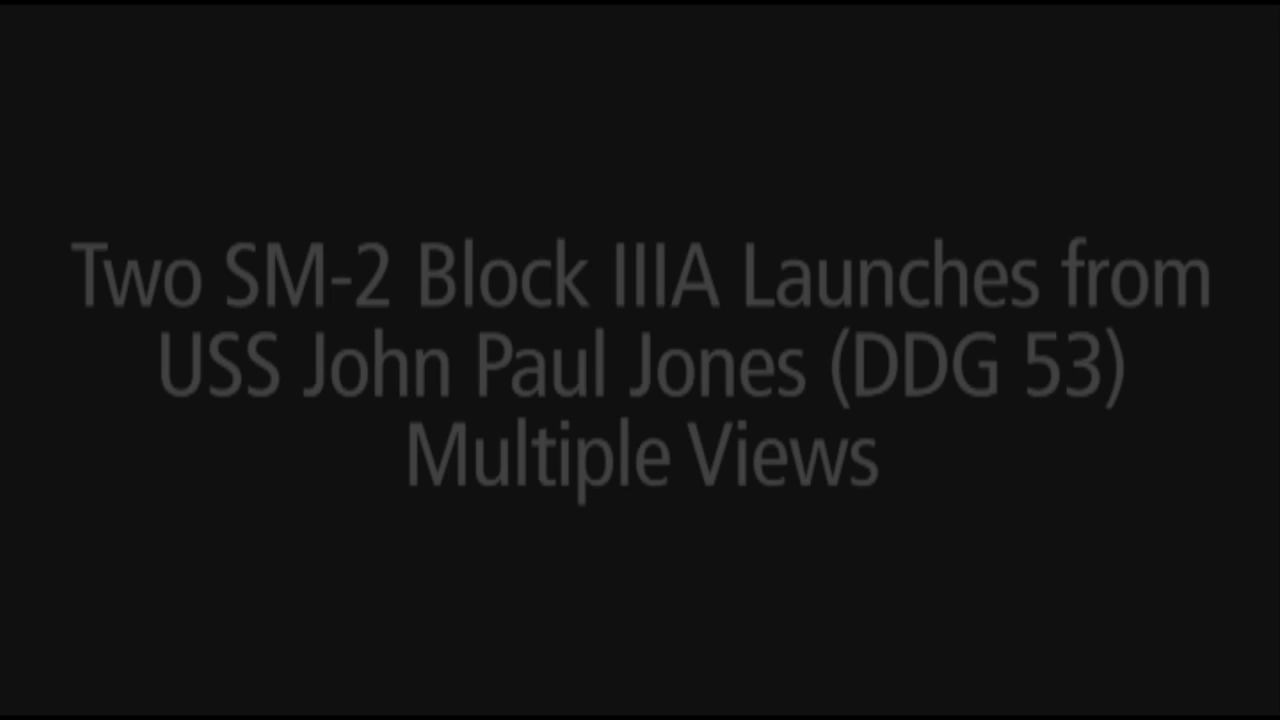 Two SM-2 Block IIIA Launches from
USS John Paul Jones (DDG 53)
Multiple Views